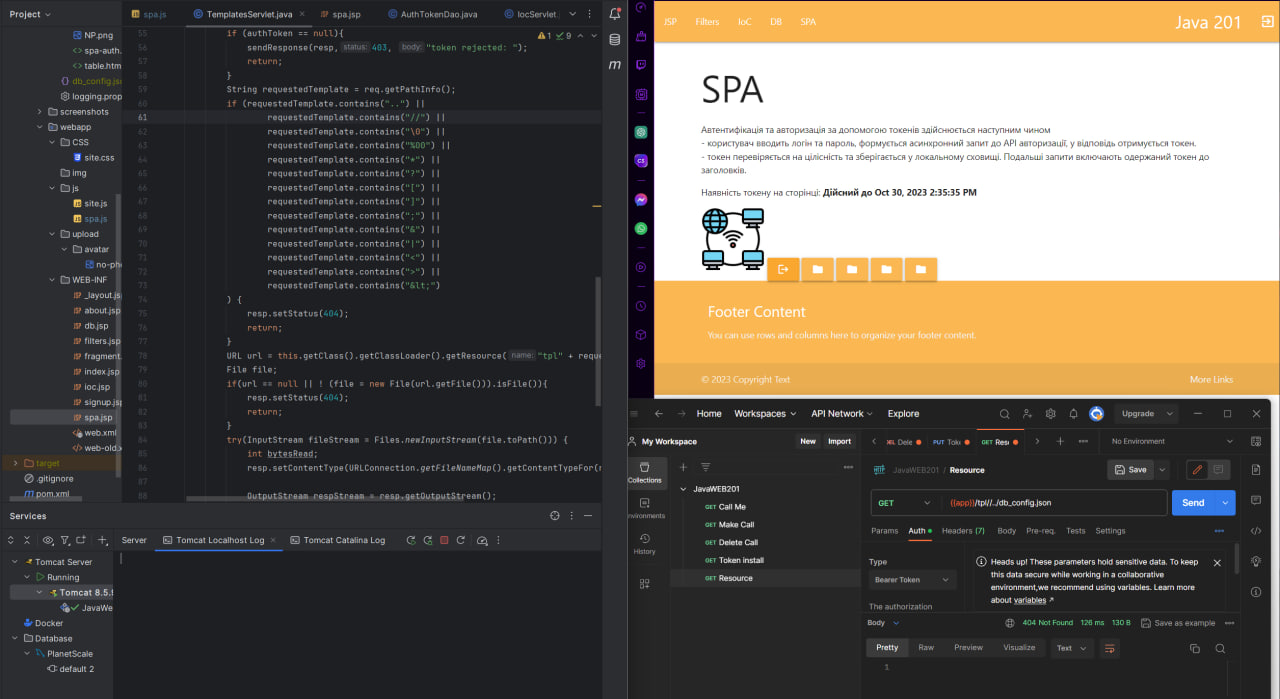 Project
NP.png
spa-auth.
table.htm
db_config.js
logging.prop
screenshots
webapp
CSS
site.css
img
js
site.js
spa.js
upload
avatar
no-ph
WEB-INF
_layout.js
about.jsp
db.jsp
filters.jsp
fragment.
index.jsp
ioc.jsp
signup.jsp
spa.jsp
web.xml
web-old.x
target
.gitignore
pom.xml
spa.js
TemplatesServlet.java
spa.jsp
AuthTokenDao.java
IocServlet
1 9
55 if (authToken == null){
56 sendResponse(resp, status: 403, body: "token rejected: ");
57 return;
58 }
59 String requestedTemplate = req.getPathInfo();
60 if (requestedTemplate.contains("..") ||
61 requestedTemplate.contains("//") ||
62 requestedTemplate.contains("\0") ||
63 requestedTemplate.contains("%00") ||
64 requestedTemplate.contains("*") ||
65 requestedTemplate.contains("?") ||
66 requestedTemplate.contains("[") ||
67 requestedTemplate.contains("]") ||
68 requestedTemplate.contains(";") ||
69 requestedTemplate.contains("&") ||
70 requestedTemplate.contains("|") ||
71 requestedTemplate.contains("<") ||
72 requestedTemplate.contains(">") ||
73 requestedTemplate.contains("&lt;")
74 ) {
75 resp.setStatus(404);
76 return;
77 }
78 URL url = this.getClass().getClassLoader().getResource( name: "tpl" + reque
79 File file;
80 if(url == null || ! (file = new File(url.getFile())).isFile()){
81 resp.setStatus(404);
82 return;
83 }
84 try(InputStream fileStream = Files.newInputStream(file.toPath())) {
85 int bytesRead;
86 resp.setContentType(URLConnection.getFileNameMap().getContentTypeFor(
87
88 OutputStream respStream = resp.getOutputStream();
m
Services
Server
Tomcat Localhost Log
Tomcat Catalina Log
Tomcat Server
Running
Tomcat 8.5.
JavaWe
Docker
Database
PlanetScale
default 2
JSP Filters IoC DB SPA
Java 201
SPA
Автентифікація та авторизація за допомогою токенів здійснюється наступним чином
- користувач вводить логін та пароль, формується асинхронний запит до API авторизації, у відповідь отримується токен.
- токен перевіряється на цілісність та зберігається у локальному сховищі. Подальші запити включають одержаний токен до
заголовків.
Наявність токену на сторінці: Дійсний до Oct 30, 2023 2:35:35 PM
Footer Content
You can use rows and columns here to organize your footer content.
© 2023 Copyright Text
More Links
CS
Home Workspaces API Network Explore
Upgrade
My Workspace
New Import
DEL Dele
PUT Tok
GET Res
No Environment
Collections
nvironments
History
JavaWEB201
GET Call Me
GET Make Call
GET Delete Call
GET Token install
GET Resource
HTTP JavaWEB201 / Resource
Save
GET {{app}}/tpl//../db_config.json
Send
Params Auth Headers (7) Body Pre-req. Tests Settings
Type
Bearer Token
The authorization
Heads up! These parameters hold sensitive data. To keep
this data secure while working in a collaborative
environment,we recommend using variables. Learn more
about variables ↗
Body
404 Not Found 126 ms 130 B Save as example
Pretty Raw Preview Visualize Text
1